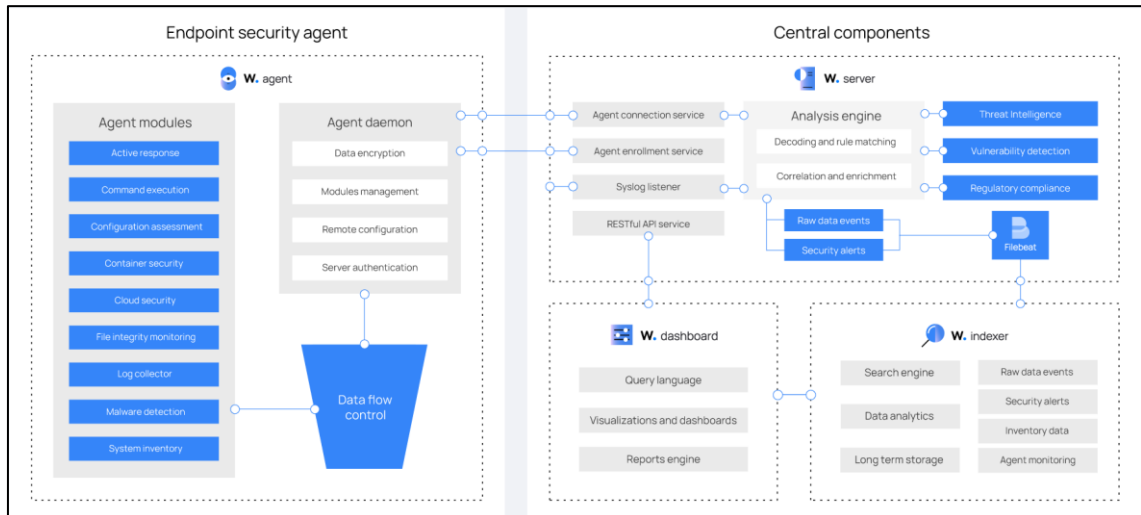 Endpoint security agent
W. agent
Agent modules
Active response
Command execution
Configuration assessment
Container security
Cloud security
File integrity monitoring
Log collector
Malware detection
System inventory
Agent daemon
Data encryption
Modules management
Remote configuration
Server authentication
Data flow
control
Central components
W. server
Agent connection service
Agent enrollment service
Syslog listener
RESTful API service
Analysis engine
Decoding and rule matching
Correlation and enrichment
Threat Intelligence
Vulnerability detection
Regulatory compliance
Raw data events
Security alerts
Filebeat
W. dashboard
Query language
Visualizations and dashboards
Reports engine
W. indexer
Search engine
Data analytics
Long term storage
Raw data events
Security alerts
Inventory data
Agent monitoring